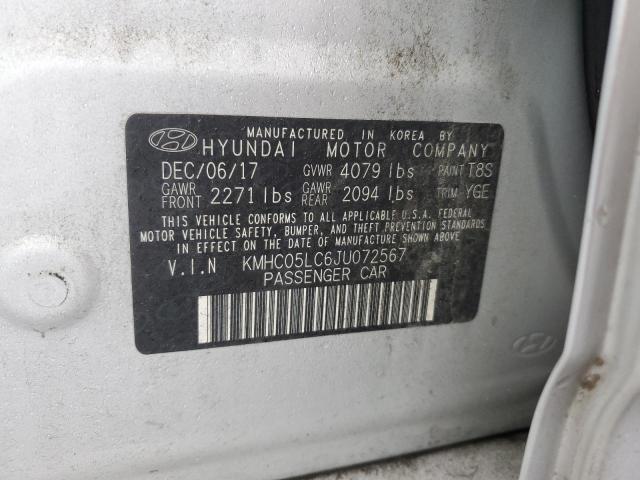 MANUFACTURED IN KOREA BY
HYUNDAI MOTOR COMPANY
DEC/06/17 GVWR 4079 lbs PAINT T8S
GAWR FRONT 2271 lbs GAWR REAR 2094 lbs TRIM YGE
THIS VEHICLE CONFORMS TO ALL APPLICABLE U.S.A. FEDERAL
MOTOR VEHICLE SAFETY, BUMPER, AND THEFT PREVENTION STANDARDS
IN EFFECT ON THE DATE OF MANUFACTURE SHOWN ABOVE.
V.I.N KMHC05LC6JU072567
PASSENGER CAR